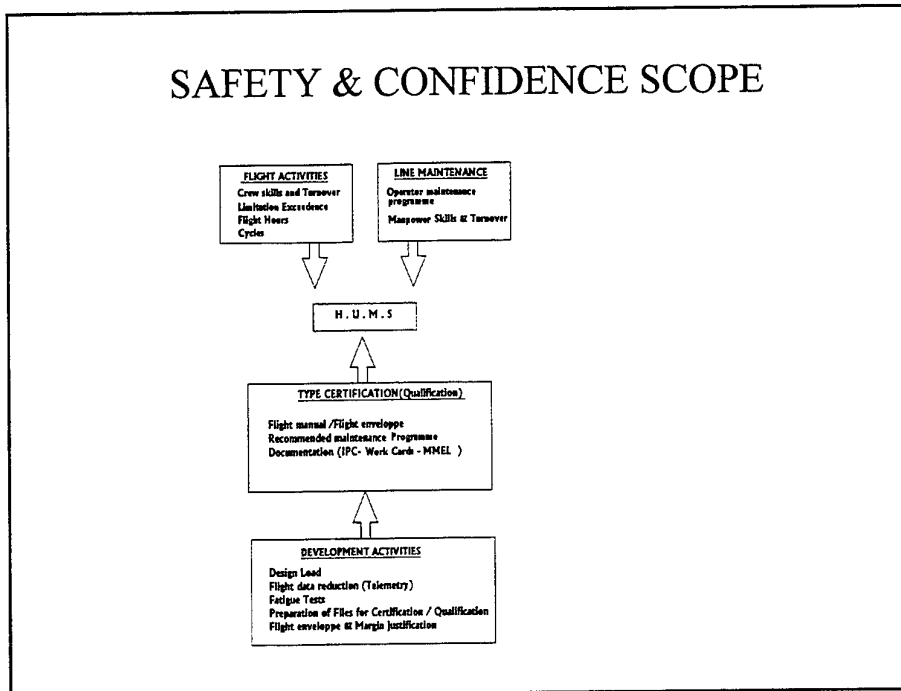 SAFETY & CONFIDENCE SCOPE
FLIGHT ACTIVITIES
Crew skills and Turnover
Limitation Exceedence
Flight Hours
Cycles
LINE MAINTENANCE
Operator maintenance
programme
Manpower Skills & Turnover
H.U.M.S
TYPE CERTIFICATION(Qualification)
Flight manual /Flight enveloppe
Recommended maintenance Programme
Documentation (IPC- Work Cards - MMEL )
DEVELOPMENT ACTIVITIES
Design Load
Flight data reduction (Telemetry)
Fatigue Tests
Preparation of Files for Certification / Qualification
Flight enveloppe & Margin justification